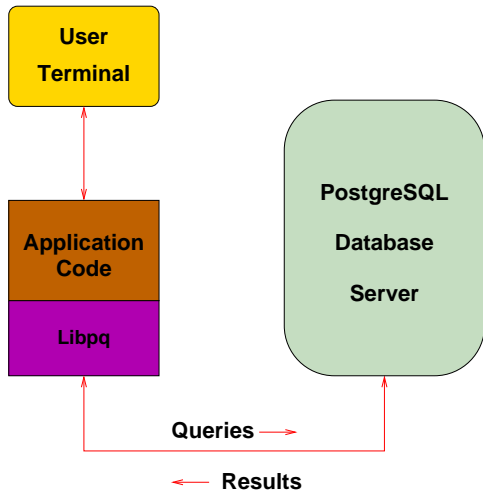 User
Terminal
PostgreSQL
Database
Server
Application
Code
Libpq
Queries
Results